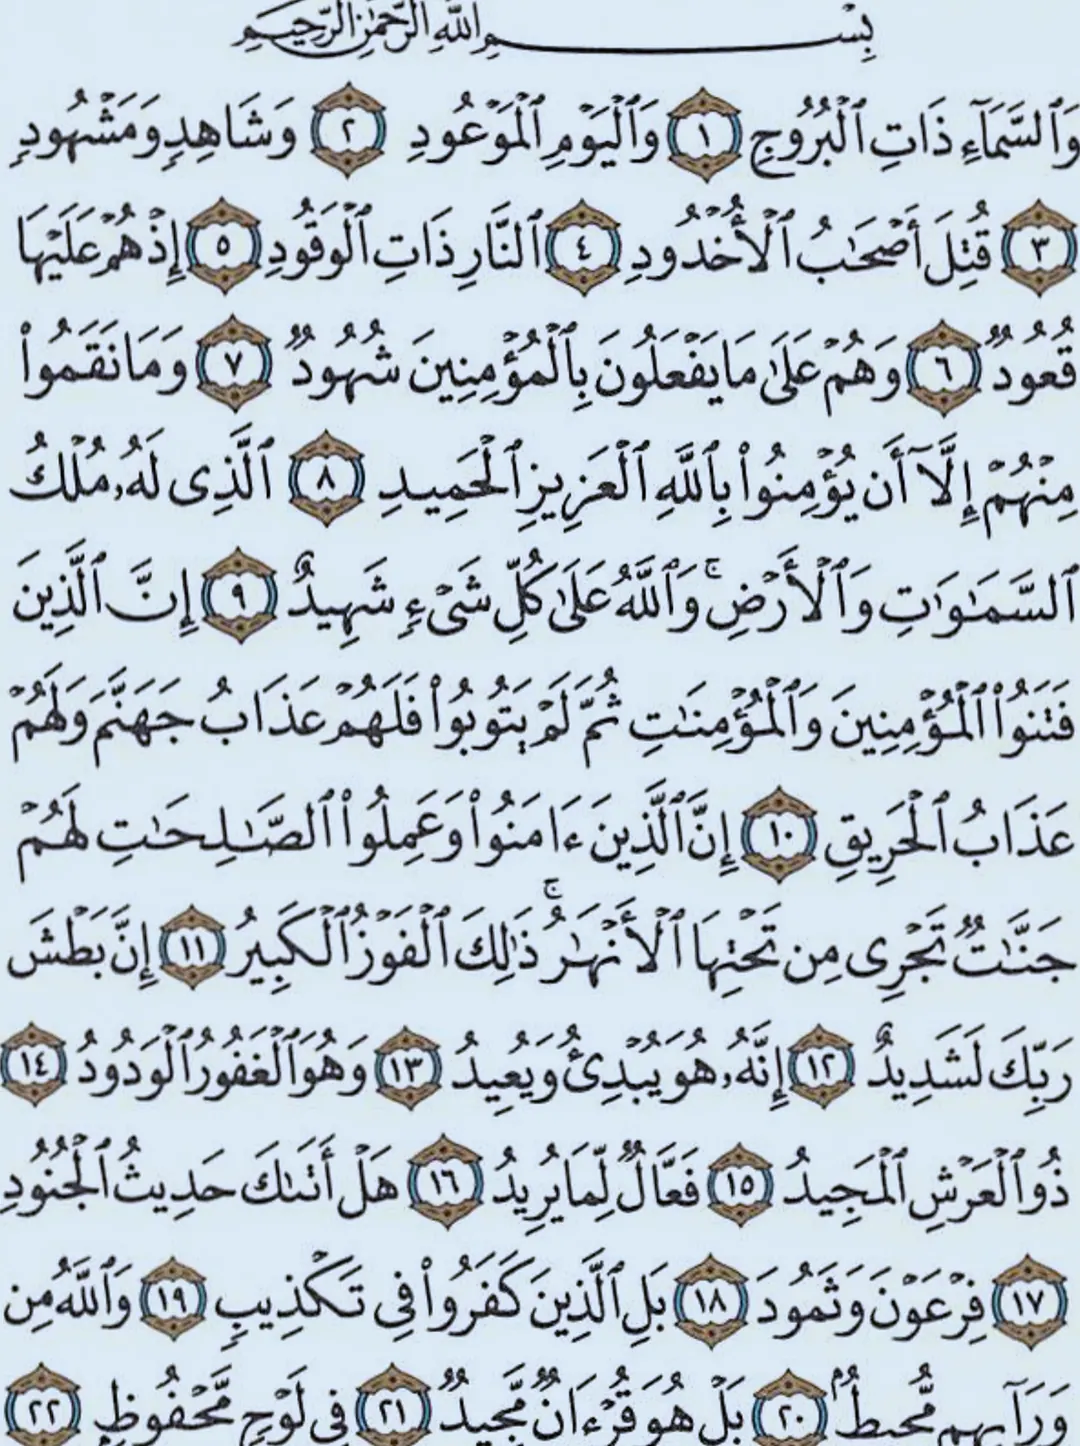 بِسْمِ ٱللَّهِ ٱلرَّحْمَٰنِ ٱلرَّحِيمِ
وَٱلسَّمَآءِ ذَاتِ ٱلْبُرُوجِ ١ وَٱلْيَوْمِ ٱلْمَوْعُودِ ٢ وَشَاهِدٍ وَمَشْهُودٍ
٣ قُتِلَ أَصْحَٰبُ ٱلْأُخْدُودِ ٤ ٱلنَّارِ ذَاتِ ٱلْوَقُودِ ٥ إِذْ هُمْ عَلَيْهَا
قُعُودٌ ٦ وَهُمْ عَلَىٰ مَا يَفْعَلُونَ بِٱلْمُؤْمِنِينَ شُهُودٌ ٧ وَمَا نَقَمُوا۟
مِنْهُمْ إِلَّآ أَن يُؤْمِنُوا۟ بِٱللَّهِ ٱلْعَزِيزِ ٱلْحَمِيدِ ٨ ٱلَّذِى لَهُۥ مُلْكُ
ٱلسَّمَٰوَٰتِ وَٱلْأَرْضِ ۚ وَٱللَّهُ عَلَىٰ كُلِّ شَىْءٍ شَهِيدٌ ٩ إِنَّ ٱلَّذِينَ
فَتَنُوا۟ ٱلْمُؤْمِنِينَ وَٱلْمُؤْمِنَٰتِ ثُمَّ لَمْ يَتُوبُوا۟ فَلَهُمْ عَذَابُ جَهَنَّمَ وَلَهُمْ
عَذَابُ ٱلْحَرِيقِ ١٠ إِنَّ ٱلَّذِينَ ءَامَنُوا۟ وَعَمِلُوا۟ ٱلصَّٰلِحَٰتِ لَهُمْ
جَنَّٰتٌ تَجْرِى مِن تَحْتِهَا ٱلْأَنْهَٰرُ ۚ ذَٰلِكَ ٱلْفَوْزُ ٱلْكَبِيرُ ١١ إِنَّ بَطْشَ
رَبِّكَ لَشَدِيدٌ ١٢ إِنَّهُۥ هُوَ يُبْدِئُ وَيُعِيدُ ١٣ وَهُوَ ٱلْغَفُورُ ٱلْوَدُودُ ١٤
ذُو ٱلْعَرْشِ ٱلْمَجِيدُ ١٥ فَعَّالٌ لِّمَا يُرِيدُ ١٦ هَلْ أَتَىٰكَ حَدِيثُ ٱلْجُنُودِ
١٧ فِرْعَوْنَ وَثَمُودَ ١٨ بَلِ ٱلَّذِينَ كَفَرُوا۟ فِى تَكْذِيبٍ ١٩ وَٱللَّهُ مِن
وَرَآئِهِم مُّحِيطٌۢ ٢٠ بَلْ هُوَ قُرْءَانٌ مَّجِيدٌ ٢١ فِى لَوْحٍ مَّحْفُوظٍۭ ٢٢